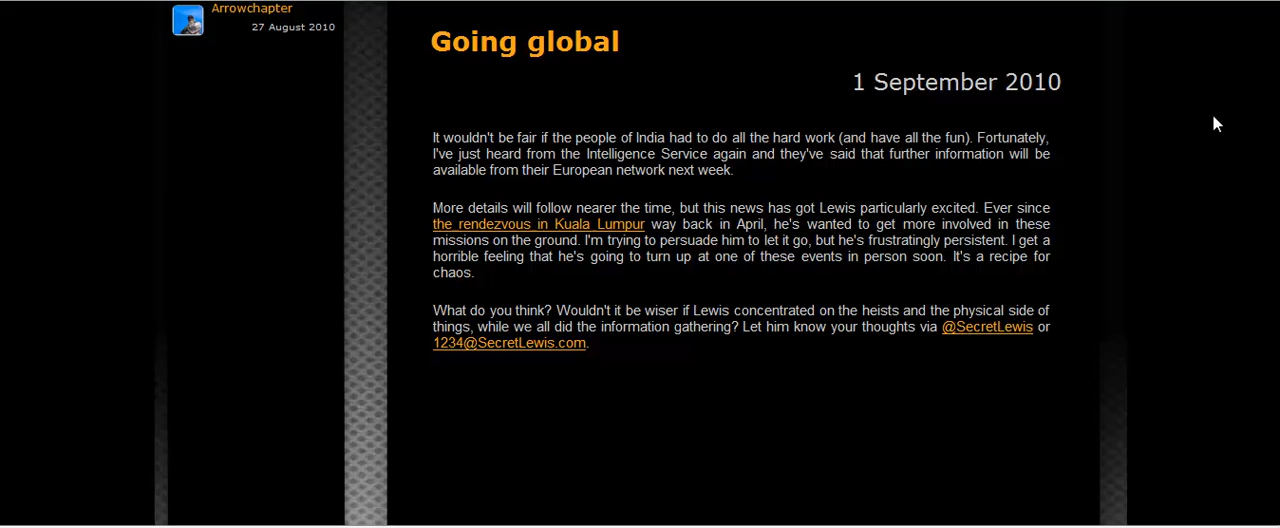 Arrowchapter
27 August 2010
Going global
1 September 2010
It wouldn't be fair if the people of India had to do all the hard work (and have all the fun). Fortunately,
I've just heard from the Intelligence Service again and they've said that further information will be
available from their European network next week.
More details will follow nearer the time, but this news has got Lewis particularly excited. Ever since
the rendezvous in Kuala Lumpur way back in April, he's wanted to get more involved in these
missions on the ground. I'm trying to persuade him to let it go, but he's frustratingly persistent. I get a
horrible feeling that he's going to turn up at one of these events in person soon. It's a recipe for
chaos.
What do you think? Wouldn't it be wiser if Lewis concentrated on the heists and the physical side of
things, while we all did the information gathering? Let him know your thoughts via @SecretLewis or
1234@SecretLewis.com.